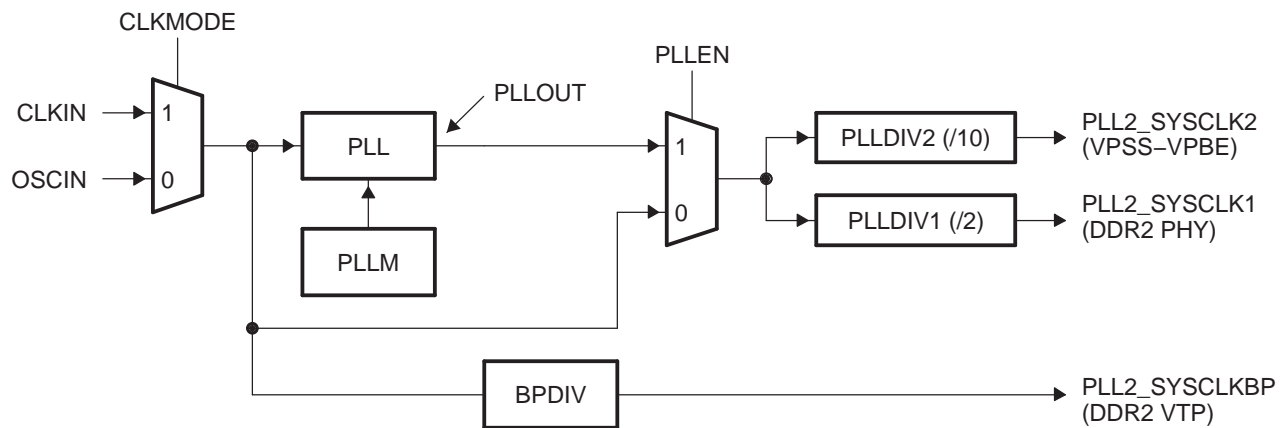 CLKMODE
CLKIN
1
OSCIN
0
PLL
PLLOUT
PLLM
PLLEN
1
0
PLLDIV2 (/10)
PLL2_SYSCLK2
(VPSS–VPBE)
PLLDIV1 (/2)
PLL2_SYSCLK1
(DDR2 PHY)
BPDIV
PLL2_SYSCLKBP
(DDR2 VTP)